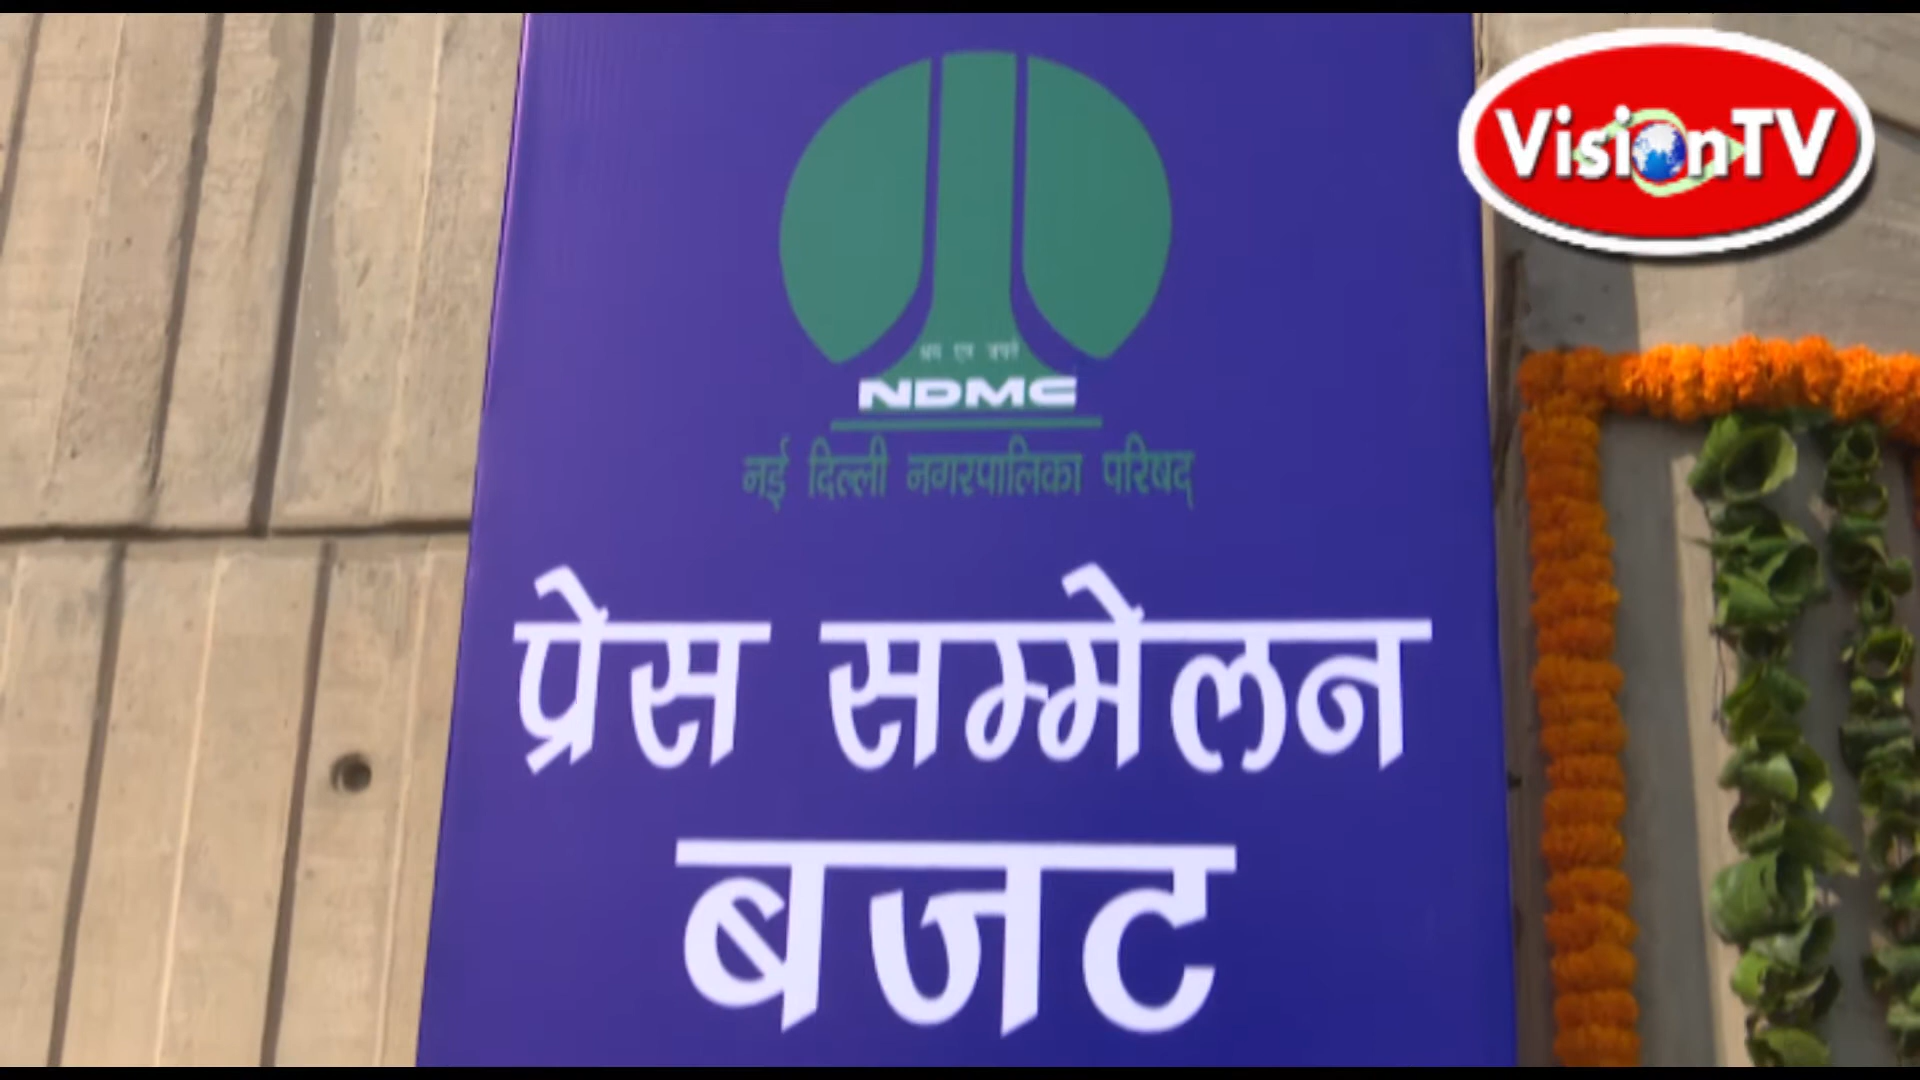 VisionTV
NDMC
नई दिल्ली नगरपालिका परिषद्
प्रेस सम्मेलन
बजट